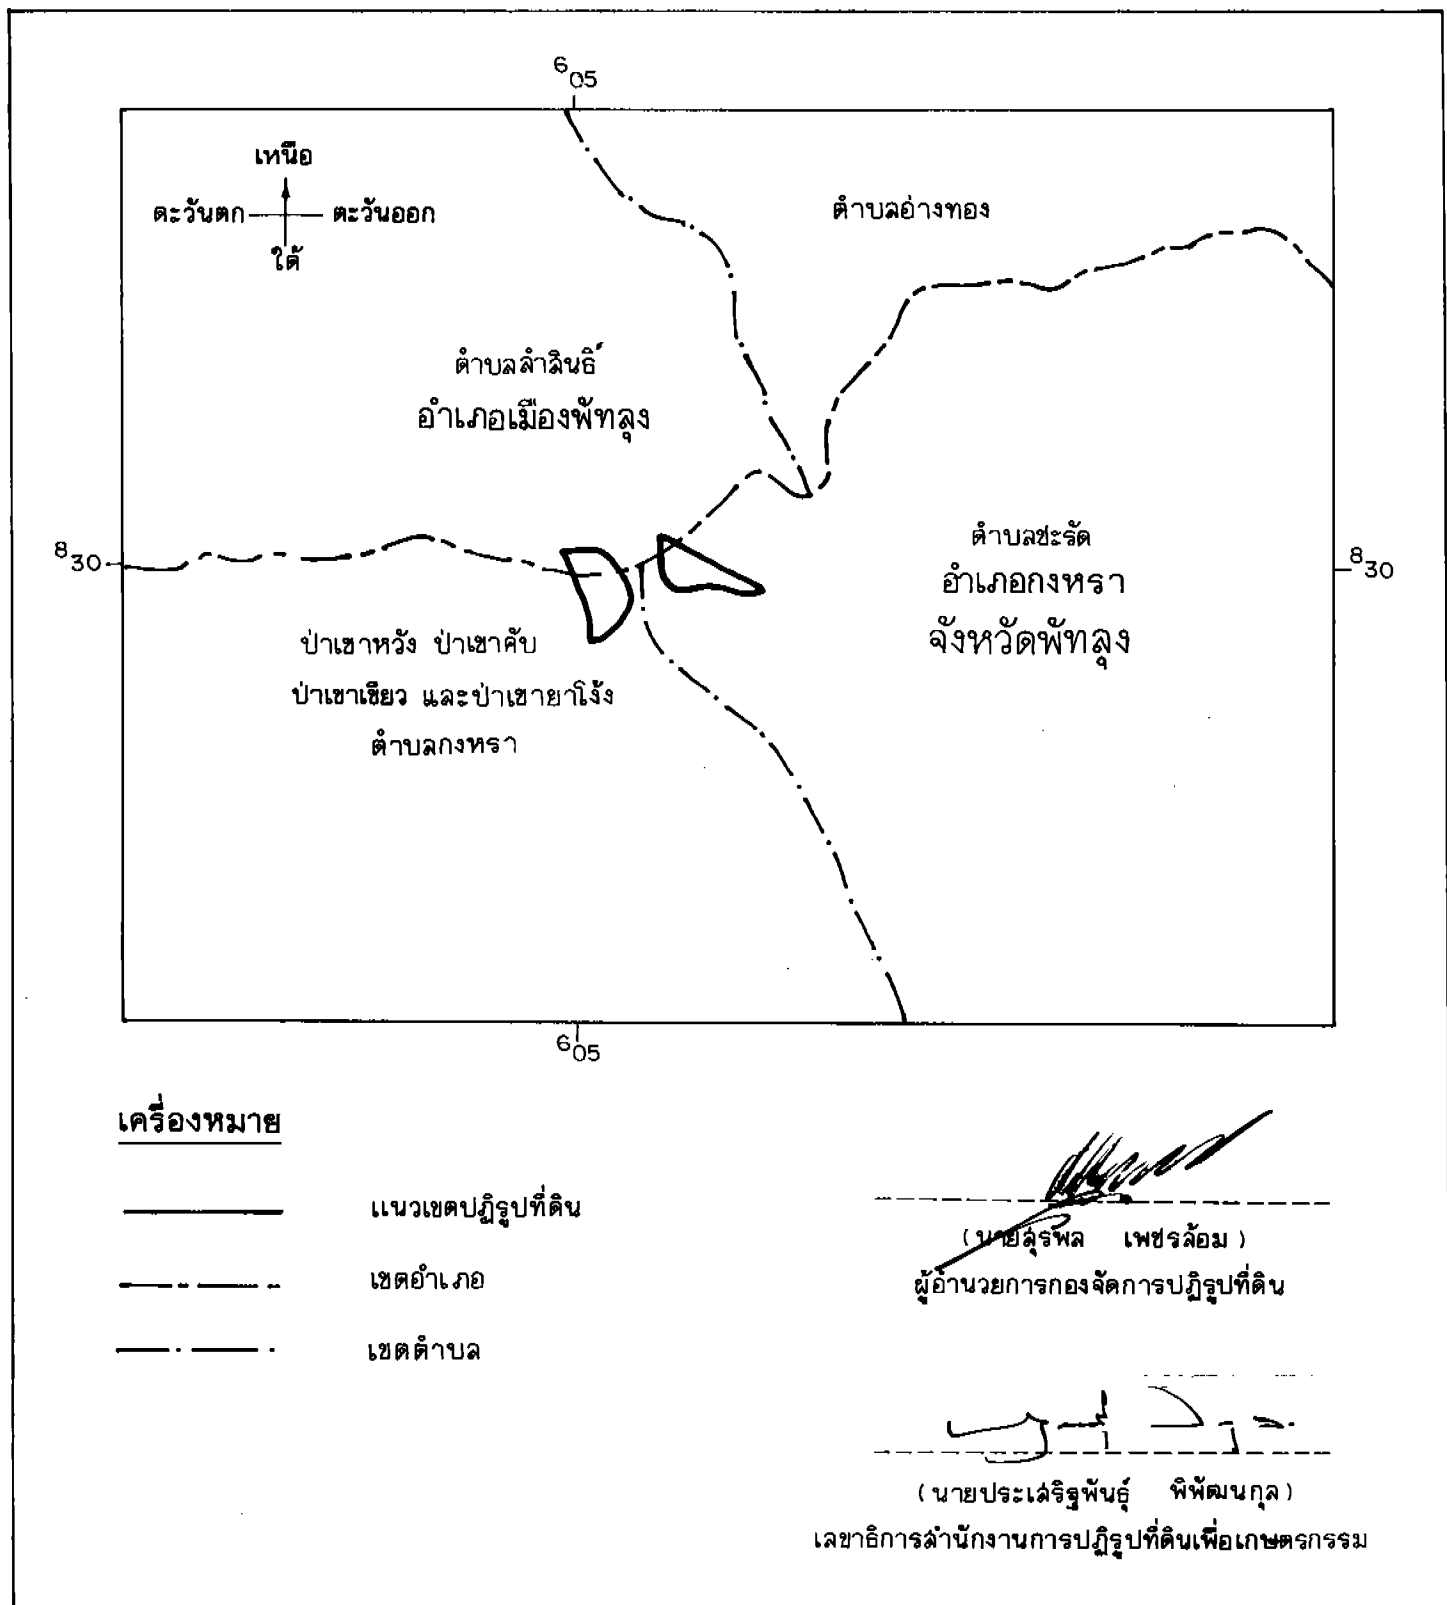 605
เหนือ
ตะวันตก ตะวันออก
ใต้
ตำบลอ่างทอง
ตำบลลำสินธิ์
อำเภอเมืองพัทลุง
830
ตำบลชะรัด
830
อำเภอกงหรา
จังหวัดพัทลุง
ป่าเขาหวัง ป่าเขาคับ
ป่าเขาเขียว และป่าเขายาโง้ง
ตำบลกงหรา
605
เครื่องหมาย
แนวเขตปฏิรูปที่ดิน
เขตอำเภอ
เขตตำบล
(นายสุรพล เพชรล้อม)
ผู้อำนวยการกองจัดการปฏิรูปที่ดิน
(นายประเสริฐพันธุ์ พิพัฒนกุล)
เลขาธิการสำนักงานการปฏิรูปที่ดินเพื่อเกษตรกรรม